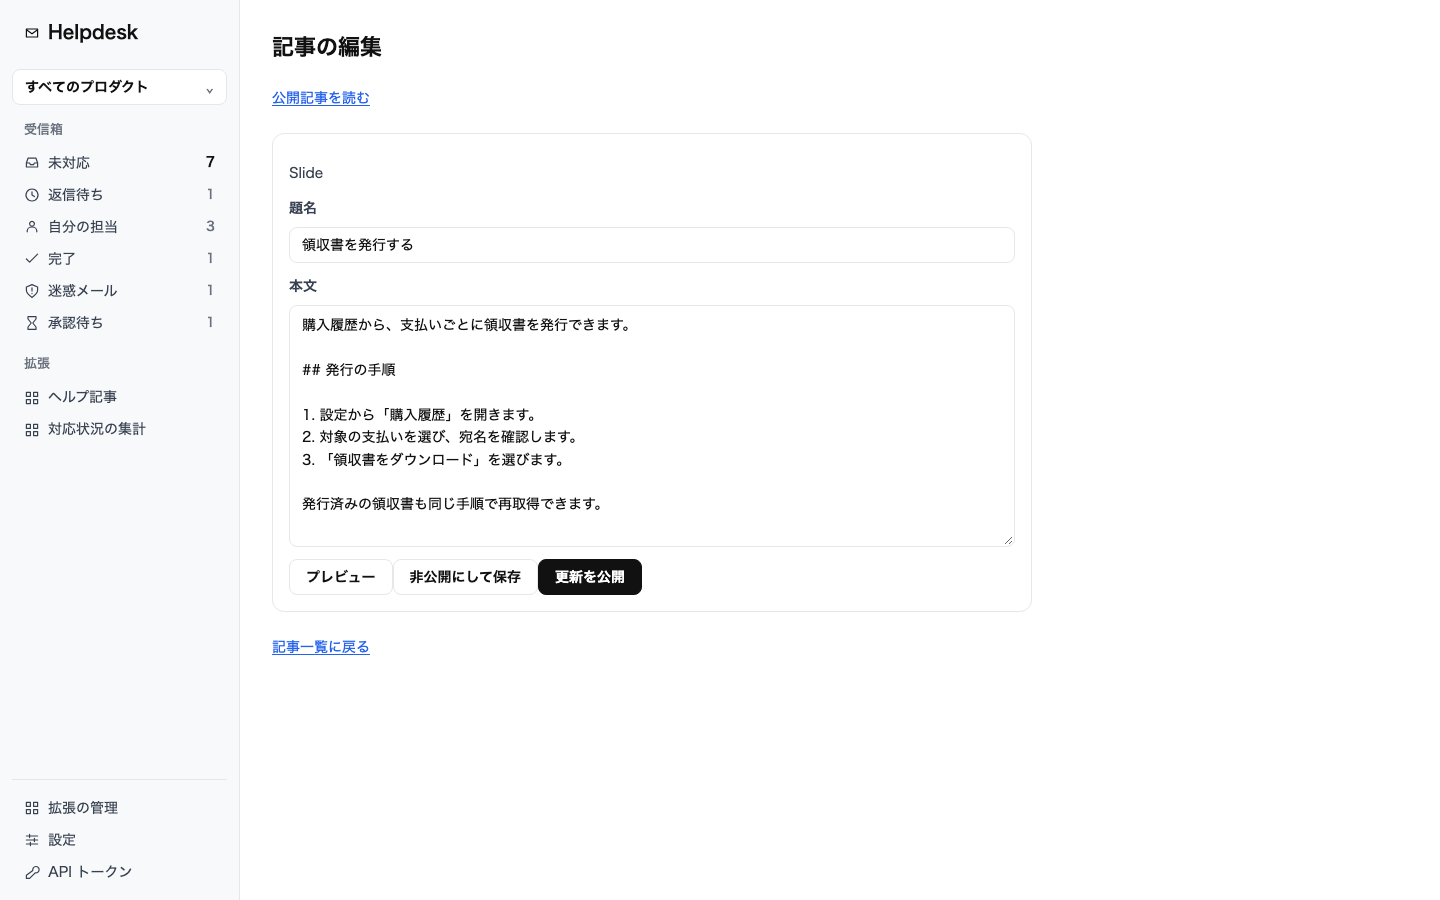 Helpdesk
すべてのプロダクト
受信箱
未対応 7
返信待ち 1
自分の担当 3
完了 1
迷惑メール 1
承認待ち 1
拡張
ヘルプ記事
対応状況の集計
拡張の管理
設定
API トークン
記事の編集
公開記事を読む
Slide
題名
領収書を発行する
本文
購入履歴から、支払いごとに領収書を発行できます。
## 発行の手順
1. 設定から「購入履歴」を開きます。
2. 対象の支払いを選び、宛名を確認します。
3. 「領収書をダウンロード」を選びます。
発行済みの領収書も同じ手順で再取得できます。
プレビュー 非公開にして保存 更新を公開
記事一覧に戻る